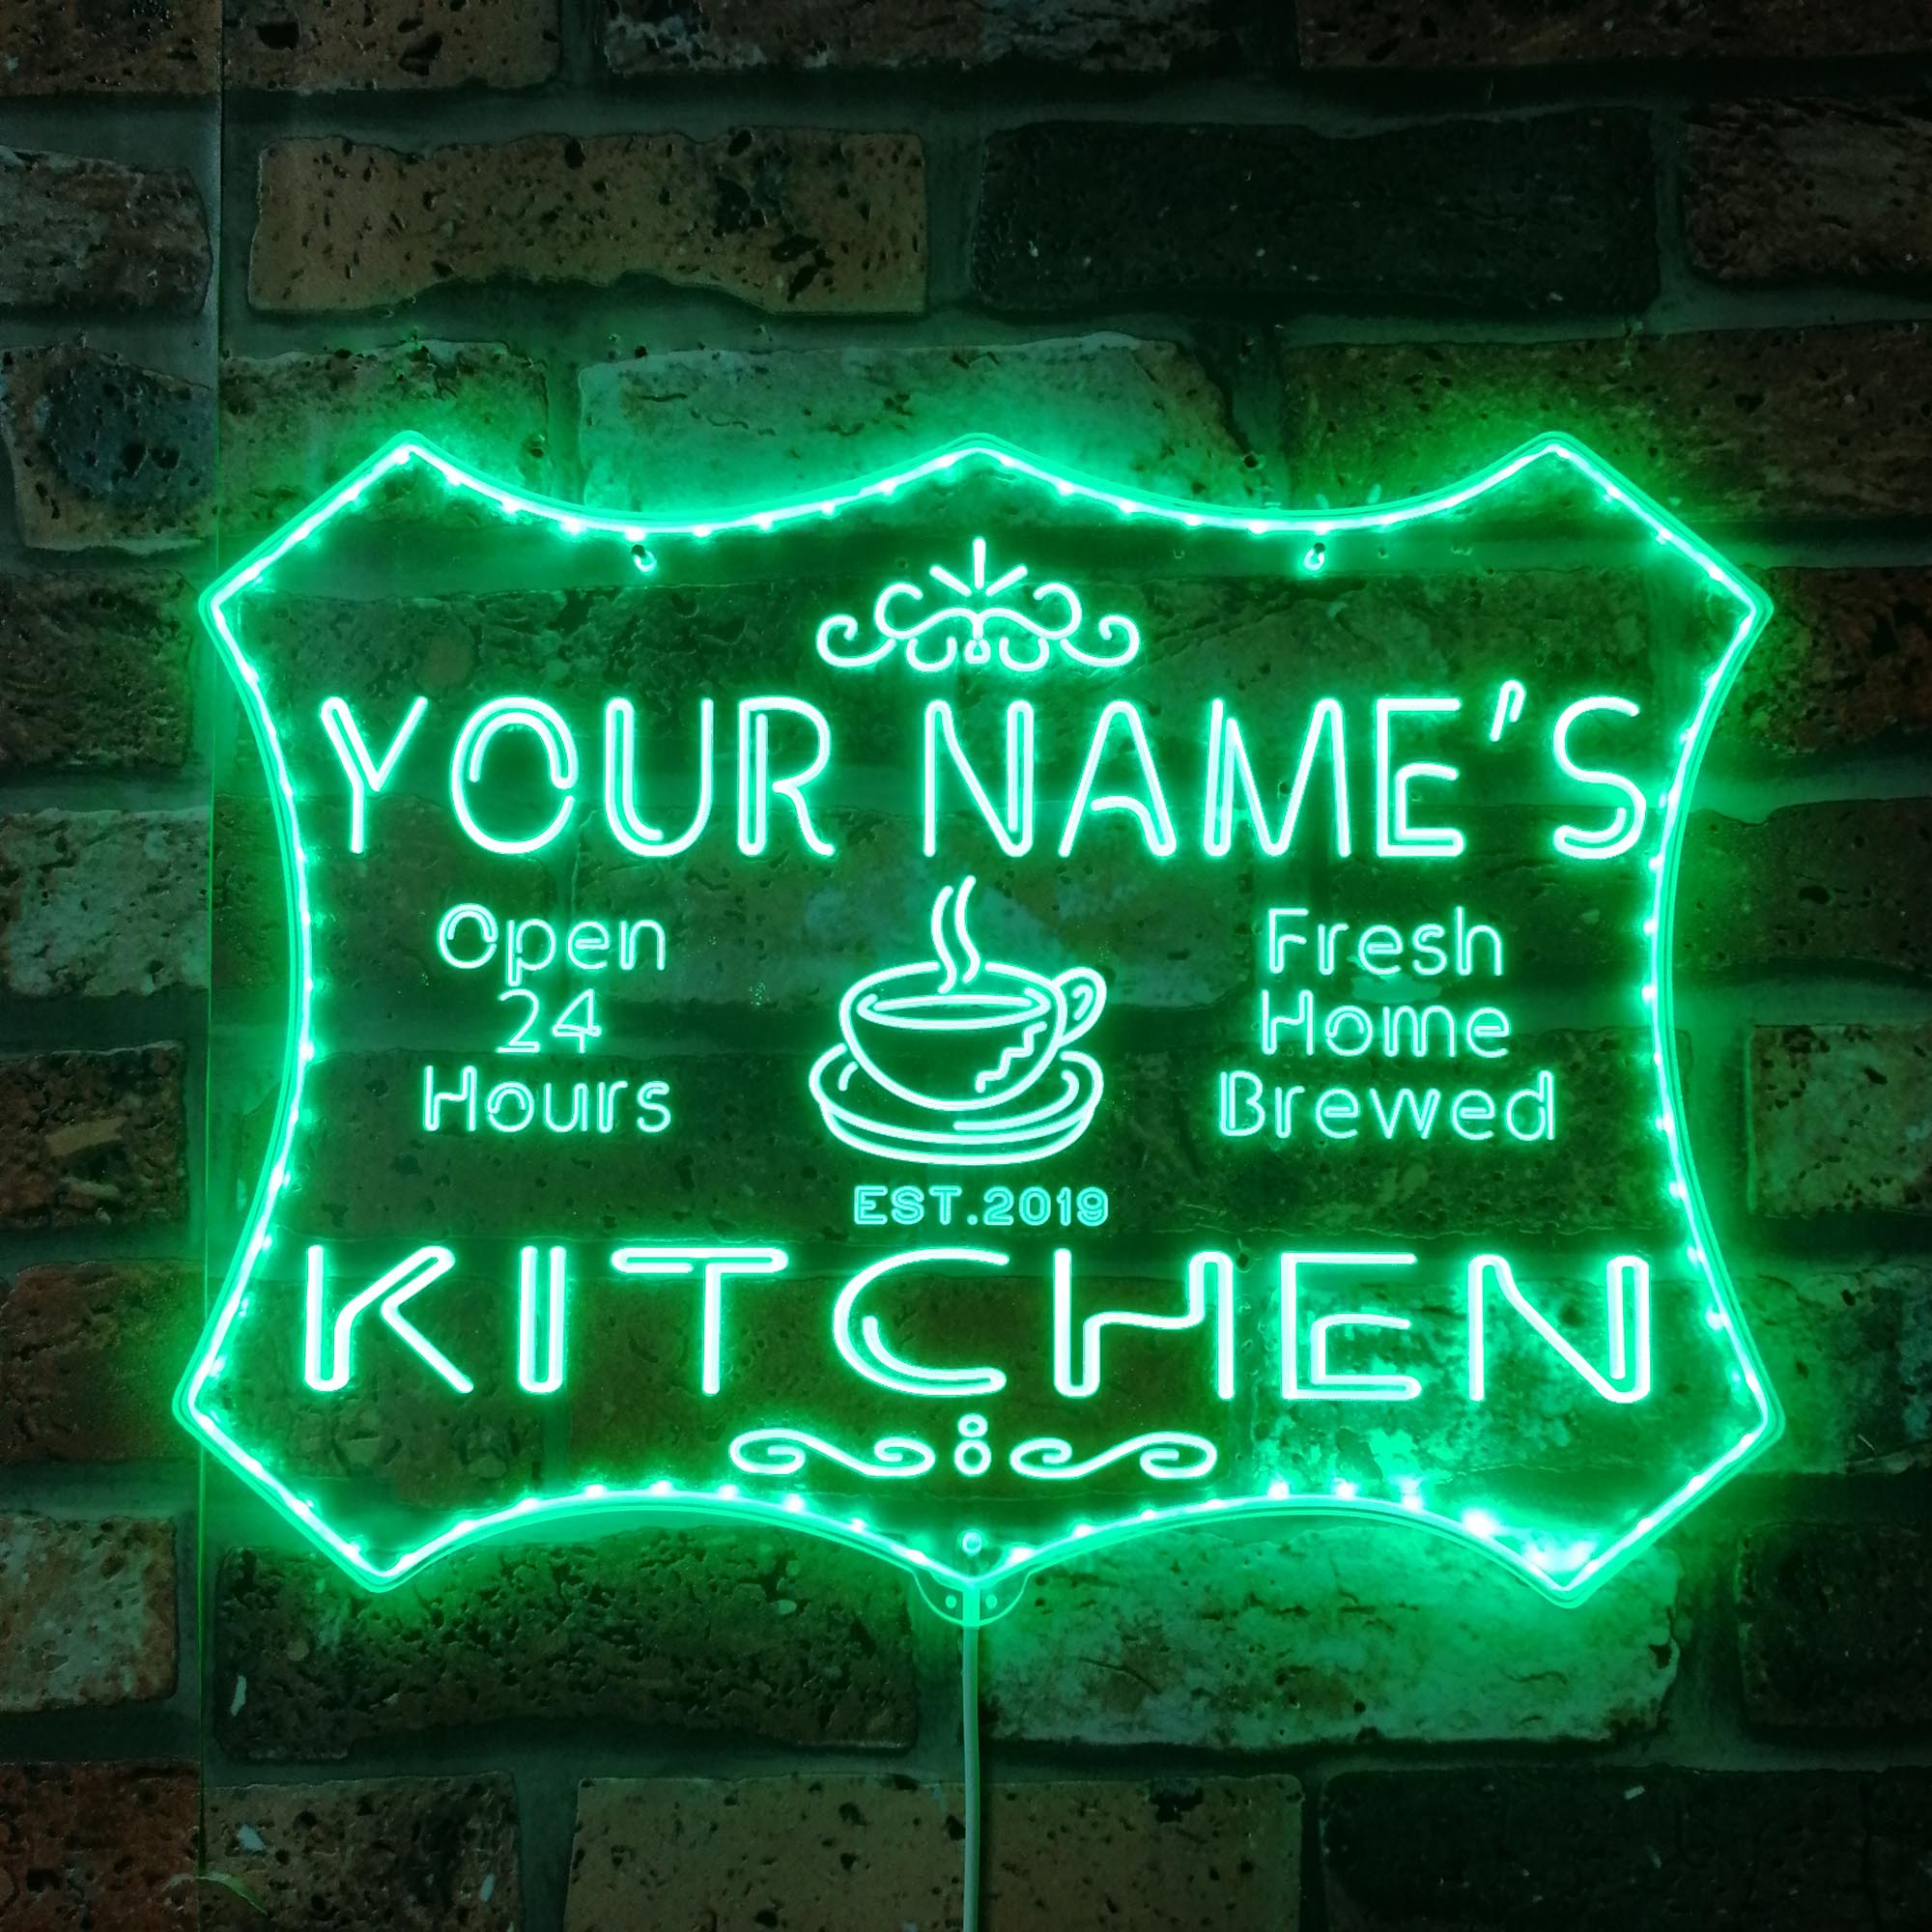 YOUR NAME'S
Open
24
Hours
Fresh
Home
Brewed
EST.2019
KITCHEN